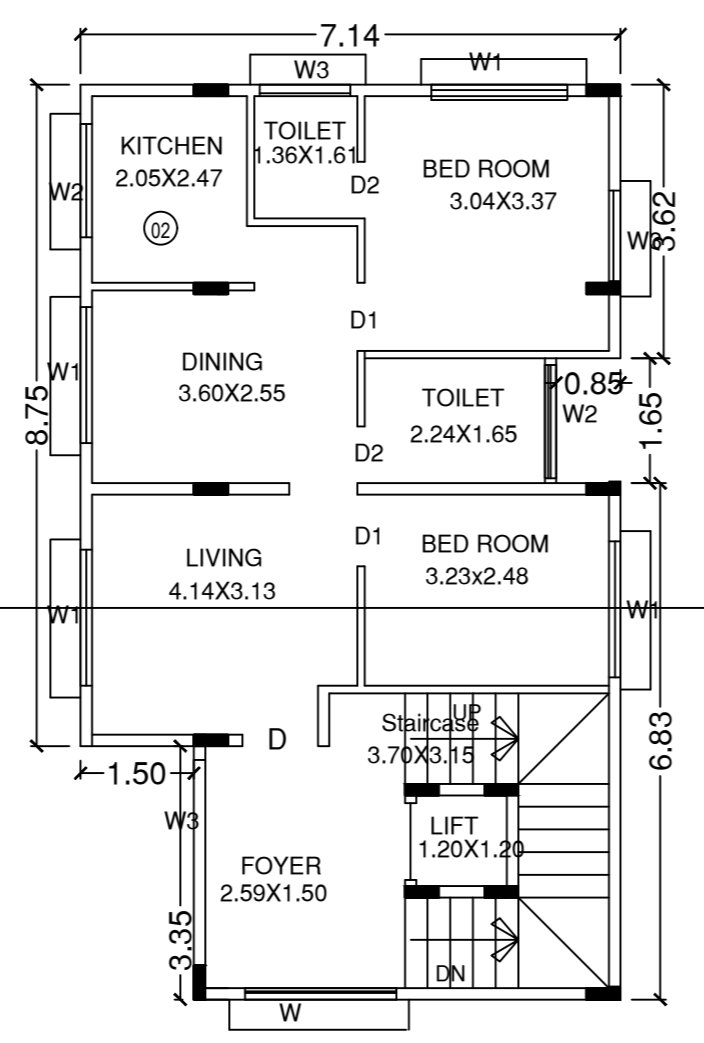 7.14
W3
W1
KITCHEN
2.05X2.47
02
TOILET
1.36X1.61
D2
BED ROOM
3.04X3.37
W2
W3
3.62
D1
DINING
3.60X2.55
W1
8.75
TOILET
2.24X1.65
0.85
W2
1.65
D2
D1
LIVING
4.14X3.13
BED ROOM
3.23x2.48
W1
W1
UP
Staircase
3.70X3.15
D
6.83
1.50
W3
LIFT
1.20X1.20
FOYER
2.59X1.50
3.35
DN
W